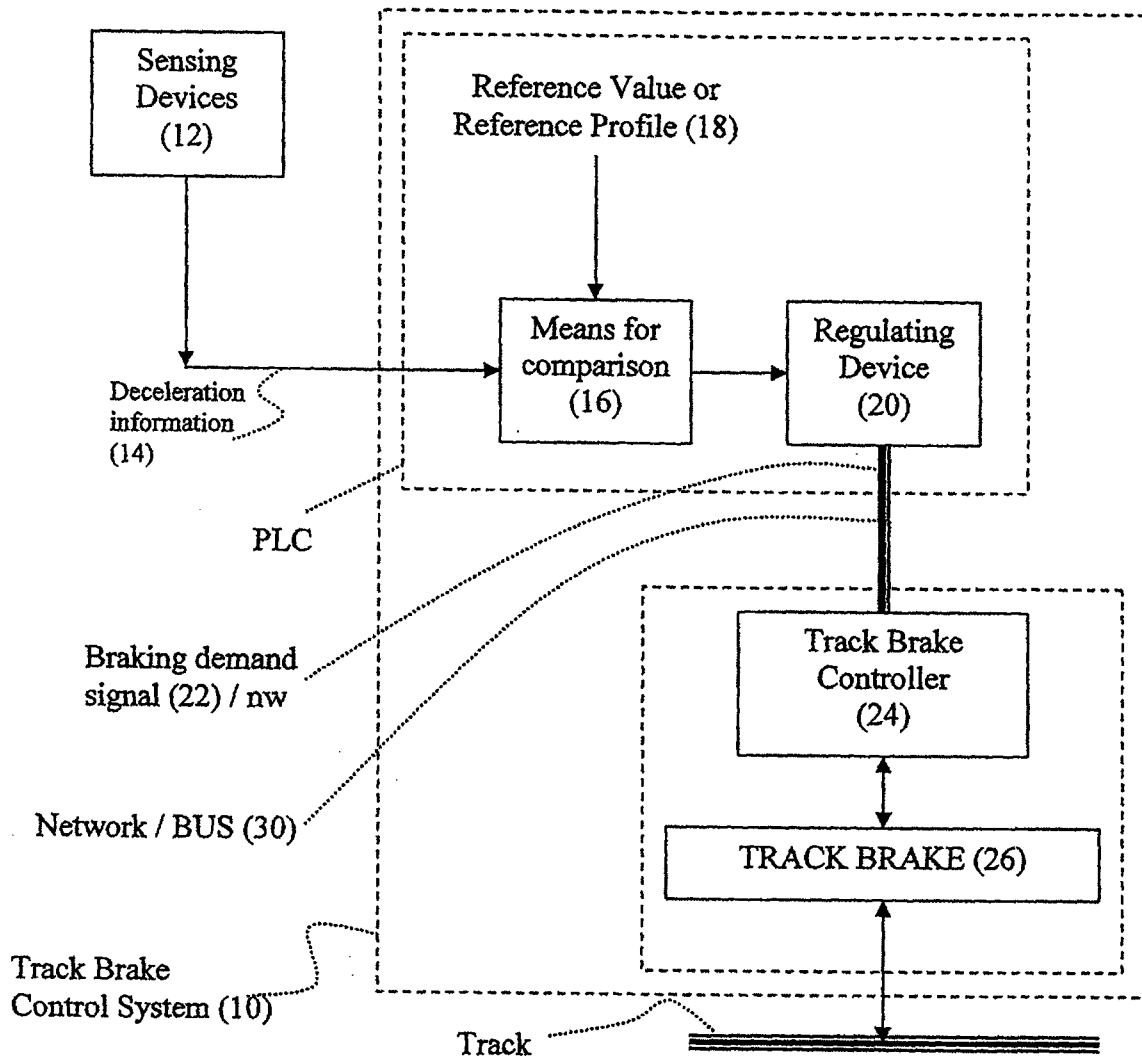 Sensing
Devices
(12)
Reference Value or
Reference Profile (18)
Means for
comparison
(16)
Regulating
Device
(20)
Deceleration
information
(14)
PLC
Braking demand
signal (22) / nw
Track Brake
Controller
(24)
Network / BUS (30)
TRACK BRAKE (26)
Track Brake
Control System (10)
Track